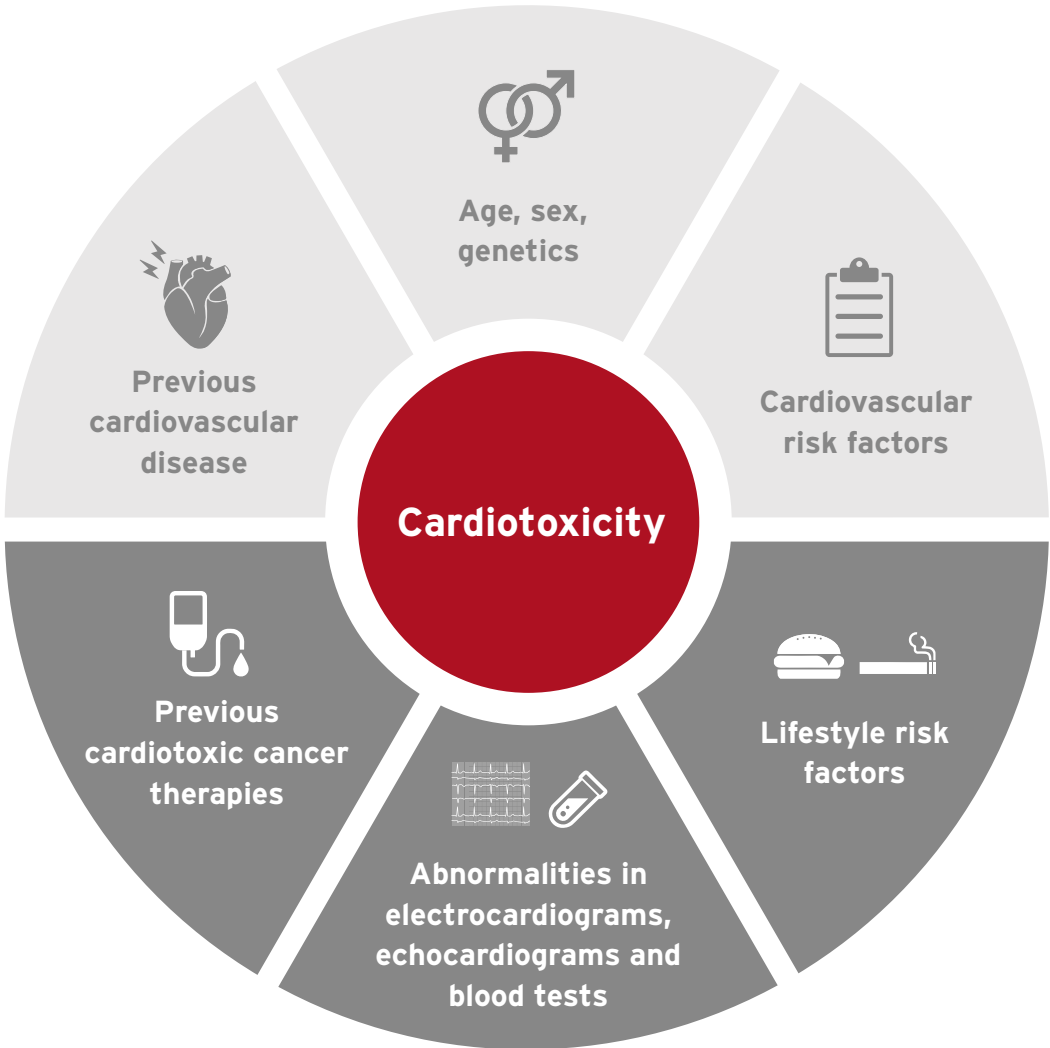 Age, sex,
genetics
Previous
cardiovascular
disease
Cardiovascular
risk factors
Cardiotoxicity
Previous
cardiotoxic cancer
therapies
Lifestyle risk
factors
Abnormalities in
electrocardiograms,
echocardiograms and
blood tests